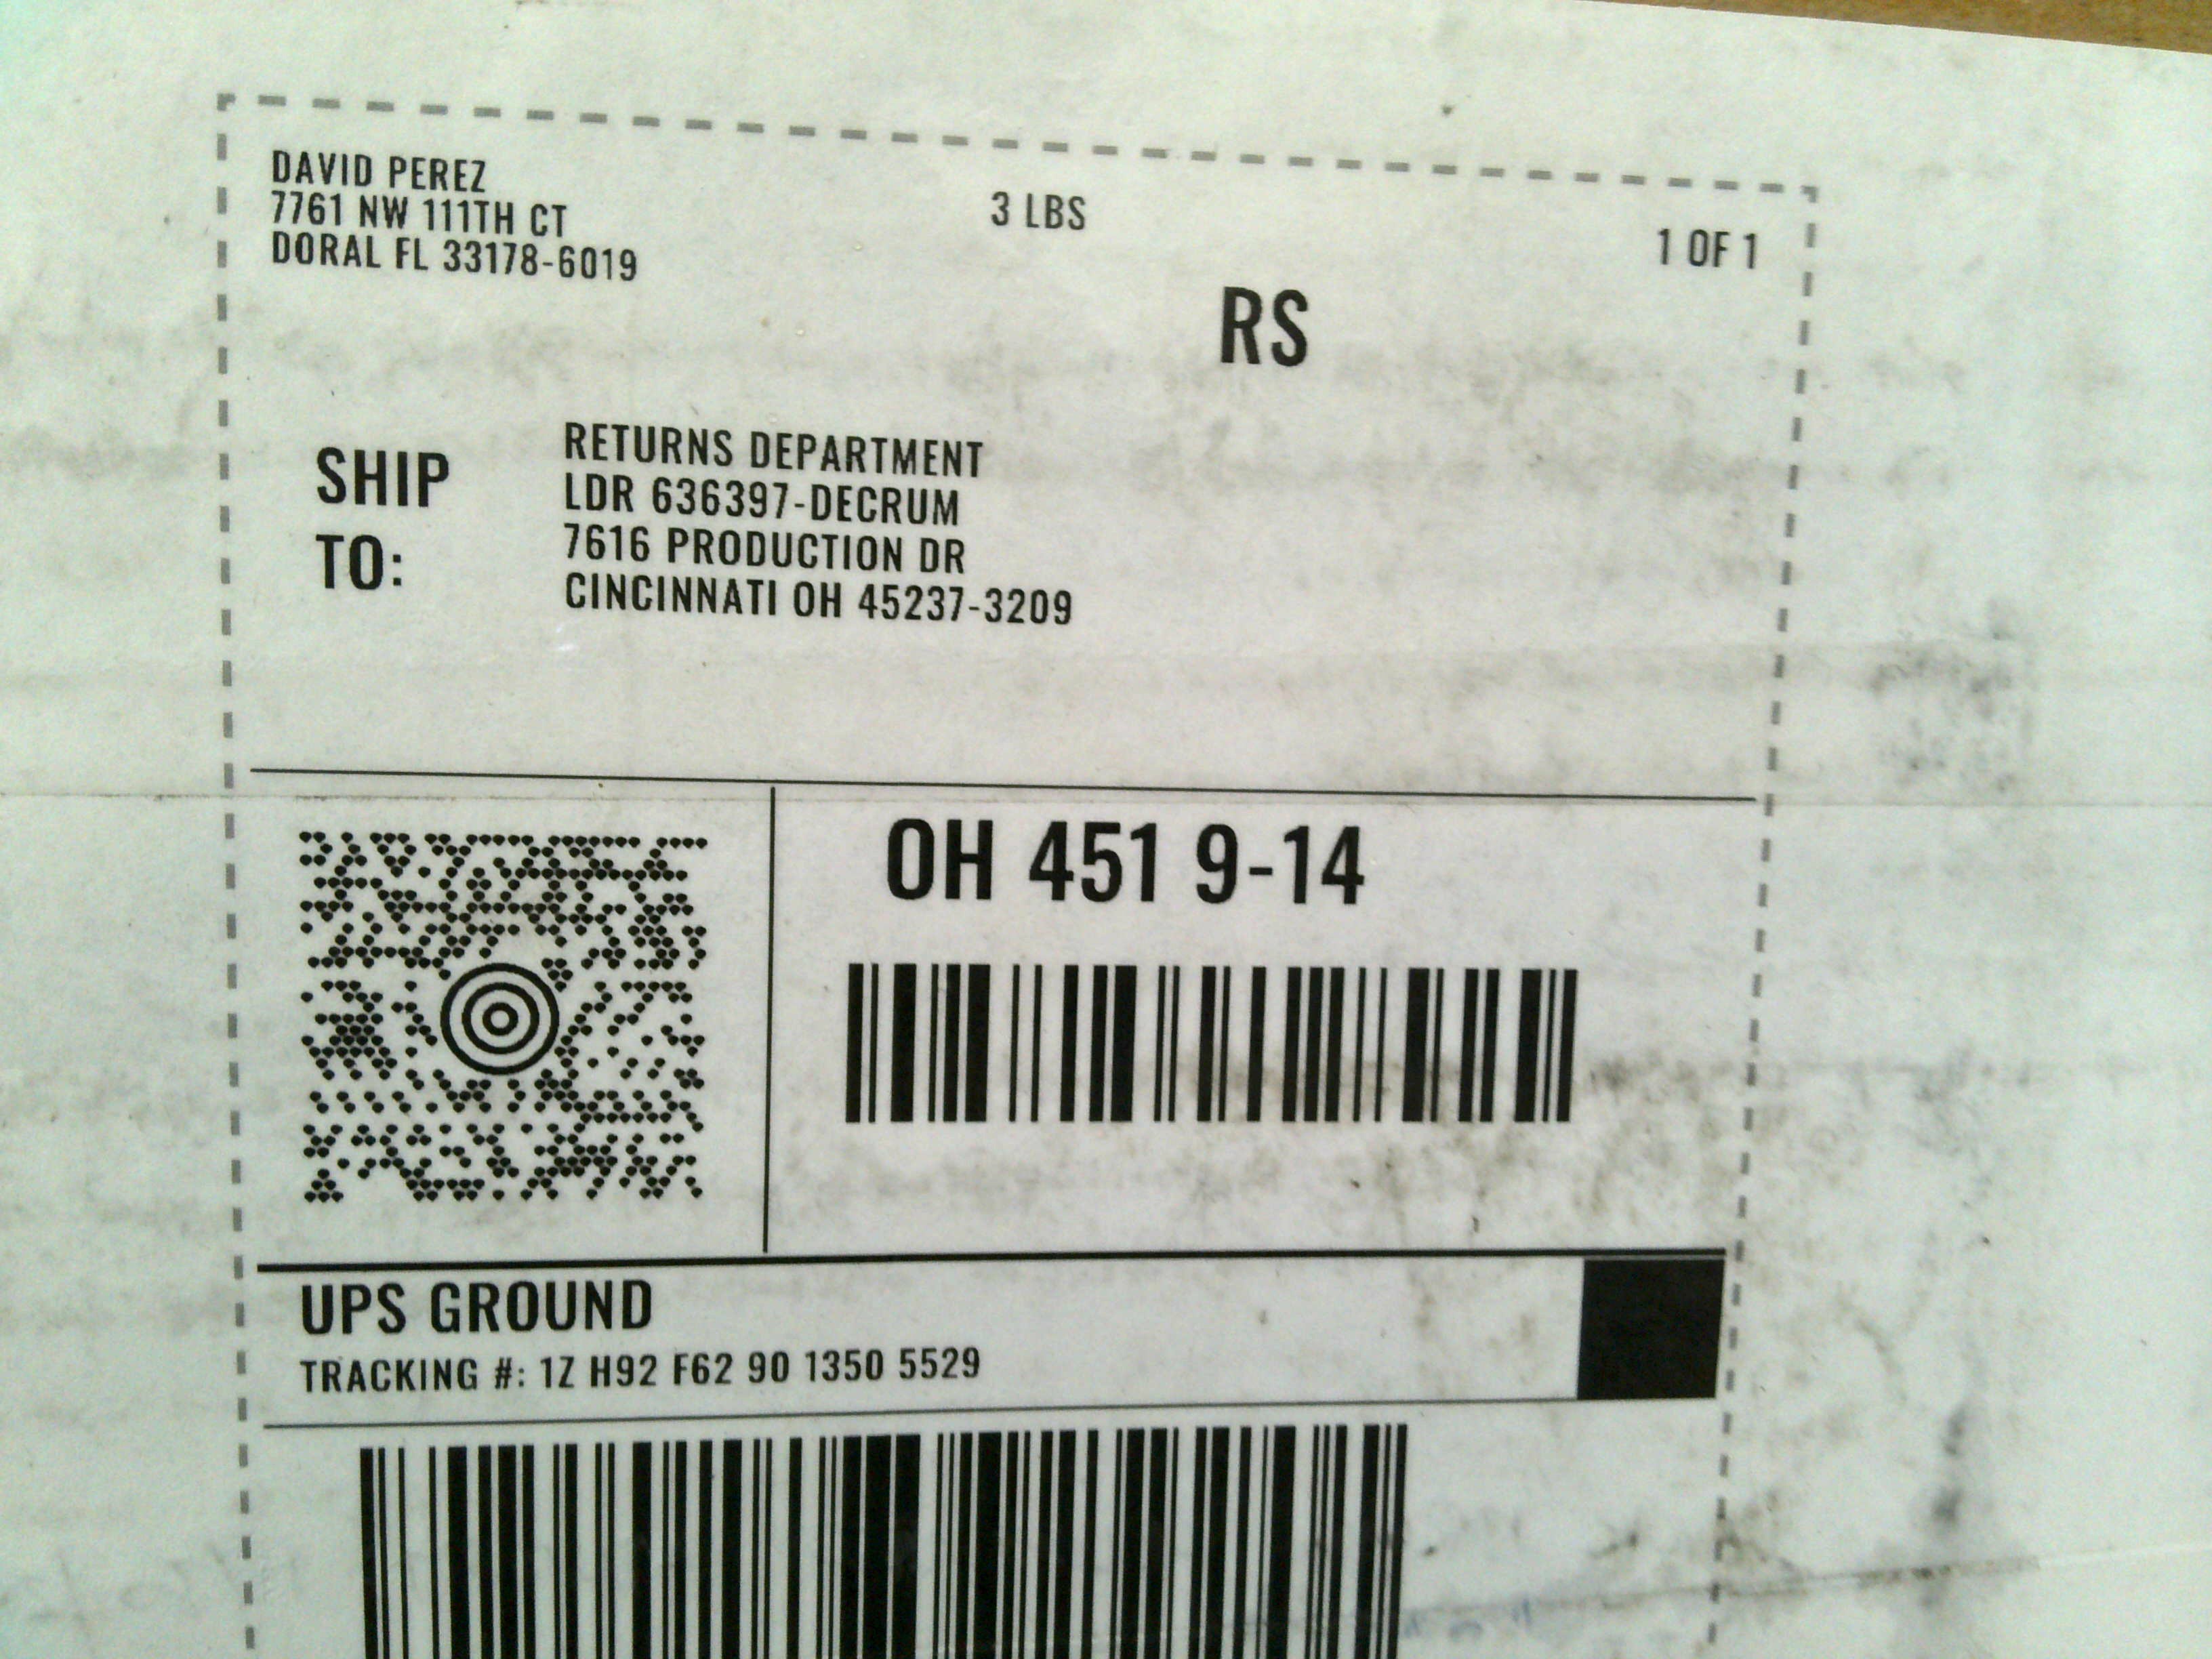 DAVID PEREZ
7761 NW 111TH CT
DORAL FL 33178-6019
3 LBS
1 OF 1
RS
SHIP
TO:
RETURNS DEPARTMENT
LDR 636397-DECRUM
7616 PRODUCTION DR
CINCINNATI OH 45237-3209
OH 451 9-14
UPS GROUND
TRACKING #: 1Z H92 F62 90 1350 5529